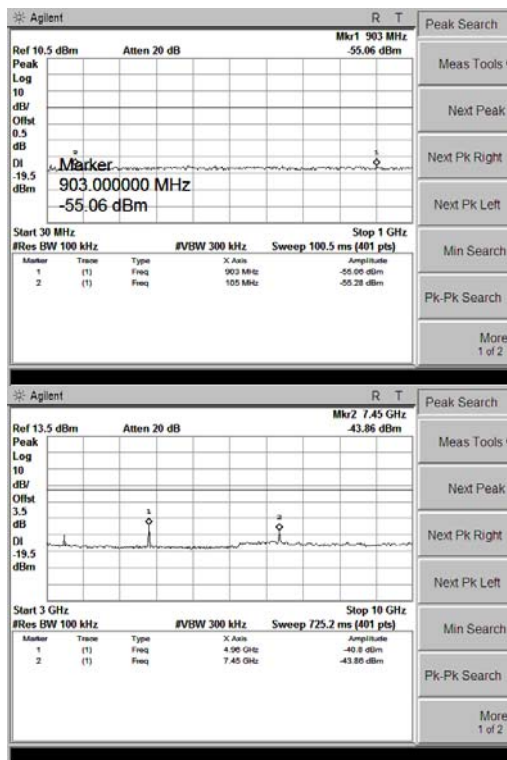 Agilent R T
Peak Search
Mkr1 903 MHz
Ref 10.5 dBm Atten 20 dB -55.06 dBm
Peak
Log
10
dB/
Offst
0.5
dB
DI
-19.5
dBm
1
2
Marker
903.000000 MHz
-55.06 dBm
Start 30 MHz Stop 1 GHz
#Res BW 100 kHz #VBW 300 kHz Sweep 100.5 ms (401 pts)
Marker Trace Type X Axis Amplitude
1 (1) Freq 903 MHz -55.06 dBm
2 (1) Freq 105 MHz -55.28 dBm
Meas Tools
Next Peak
Next Pk Right
Next Pk Left
Min Search
Pk-Pk Search
More
1 of 2
Agilent R T
Peak Search
Mkr2 7.45 GHz
Ref 13.5 dBm Atten 20 dB -43.86 dBm
Peak
Log
10
dB/
Offst
3.5
dB
DI
-19.5
dBm
1
2
Start 3 GHz Stop 10 GHz
#Res BW 100 kHz #VBW 300 kHz Sweep 725.2 ms (401 pts)
Marker Trace Type X Axis Amplitude
1 (1) Freq 4.96 GHz -40.8 dBm
2 (1) Freq 7.45 GHz -43.86 dBm
Meas Tools
Next Peak
Next Pk Right
Next Pk Left
Min Search
Pk-Pk Search
More
1 of 2